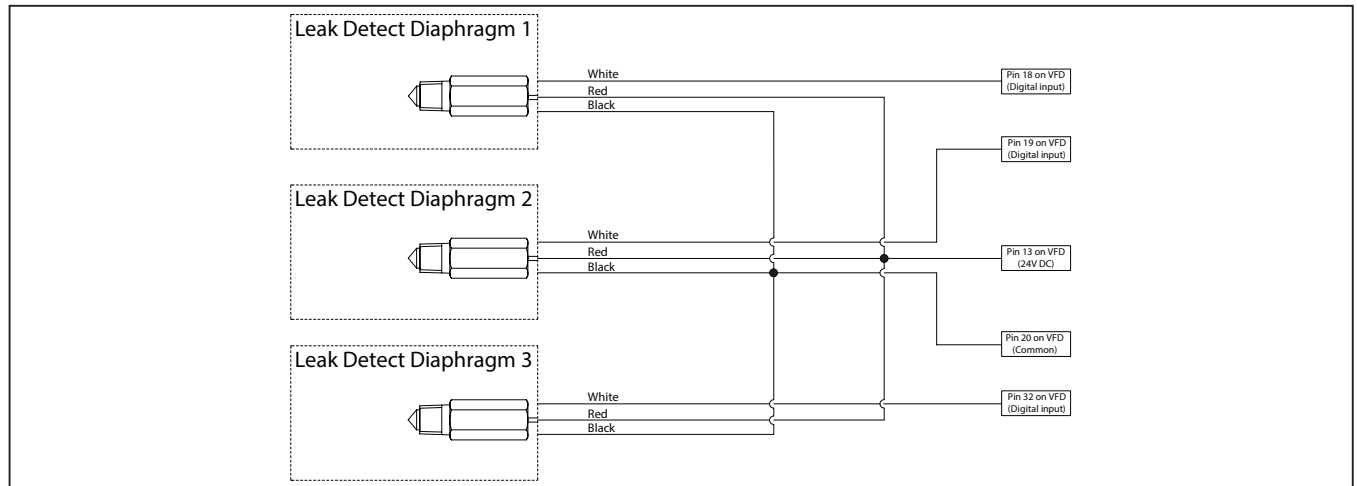 Leak Detect Diaphragm 1
White
Red
Black
Pin 18 on VFD
(Digital input)
Pin 19 on VFD
(Digital input)
Leak Detect Diaphragm 2
White
Red
Black
Pin 13 on VFD
(24V DC)
Pin 20 on VFD
(Common)
Leak Detect Diaphragm 3
White
Red
Black
Pin 32 on VFD
(Digital input)